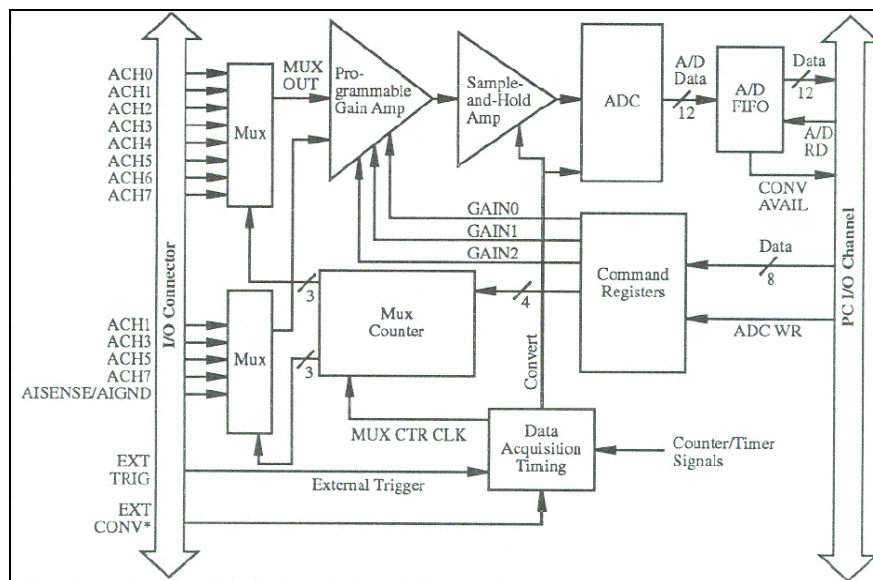 ACH0
ACH1
ACH2
ACH3
ACH4
ACH5
ACH6
ACH7
Mux
MUX
OUT
Pro-
grammable
Gain Amp
Sample-
and-Hold
Amp
ADC
A/D
Data
12
A/D
FIFO
Data
12
A/D
RD
CONV
AVAIL
GAIN0
GAIN1
GAIN2
Command
Registers
Data
8
ADC WR
I/O Connector
PC I/O Channel
3
Mux
Counter
4
3
ACH1
ACH3
ACH5
ACH7
AISENSE/AIGND
Mux
Convert
MUX CTR CLK
Data
Acquisition
Timing
Counter/Timer
Signals
EXT
TRIG
External Trigger
EXT
CONV*